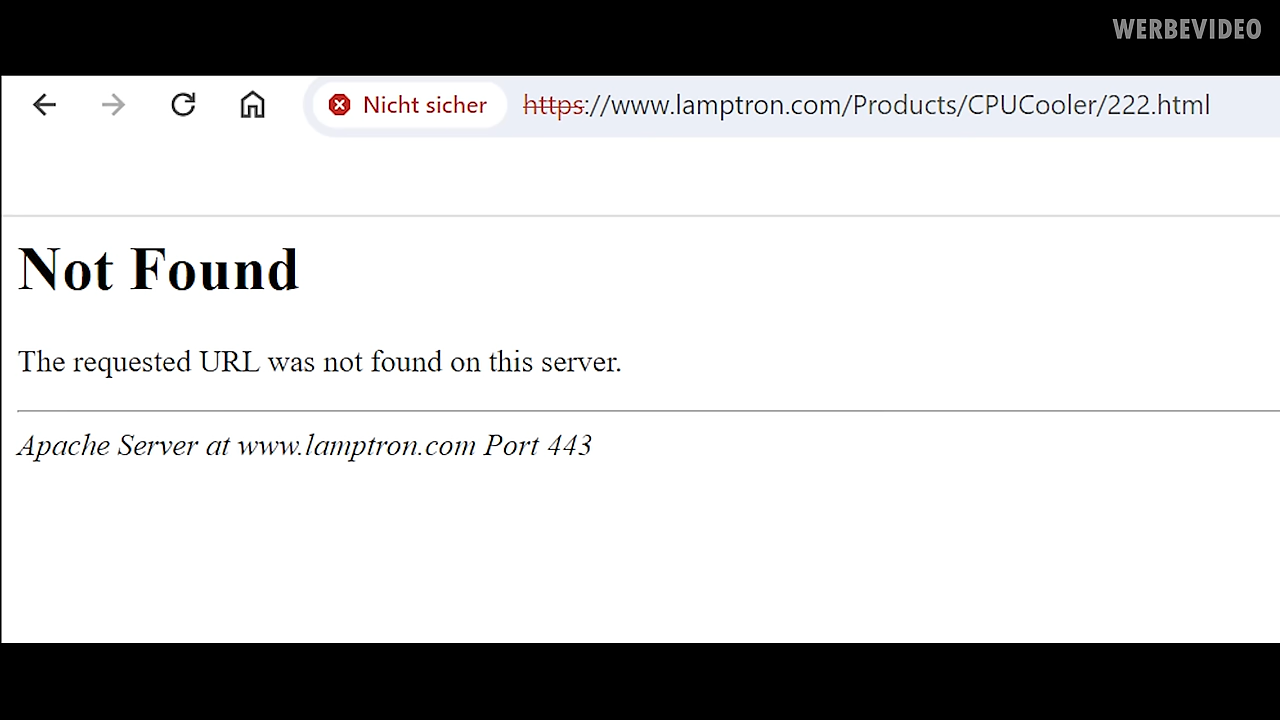 WERBEVIDEO
Nicht sicher https://www.lamptron.com/Products/CPUCooler/222.html
Not Found
The requested URL was not found on this server.
Apache Server at www.lamptron.com Port 443